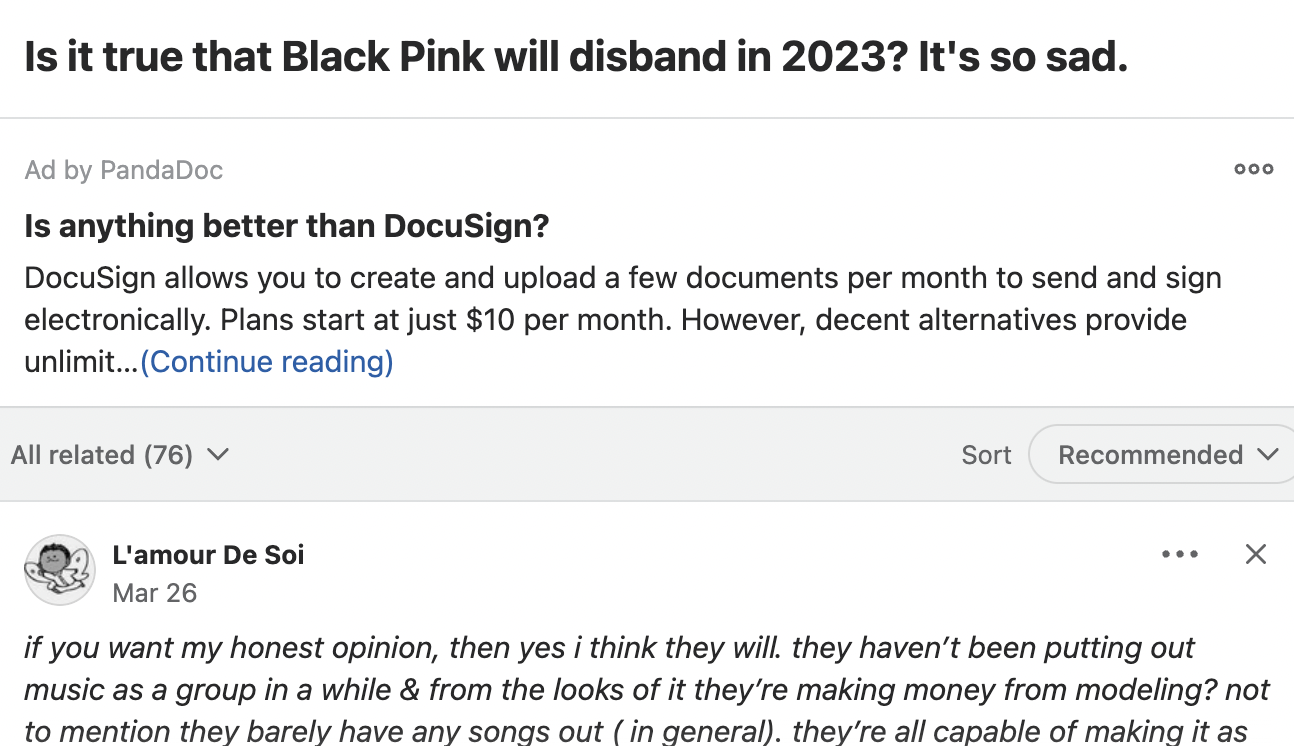 Is it true that Black Pink will disband in 2023? It's so sad.
Ad by PandaDoc
Is anything better than DocuSign?
DocuSign allows you to create and upload a few documents per month to send and sign
electronically. Plans start at just $10 per month. However, decent alternatives provide
unlimit...(Continue reading)
All related (76)
Sort
Recommended
L'amour De Soi
Mar 26
if you want my honest opinion, then yes i think they will. they haven’t been putting out
music as a group in a while & from the looks of it they’re making money from modeling? not
to mention they barely have any songs out ( in general). they’re all capable of making it as